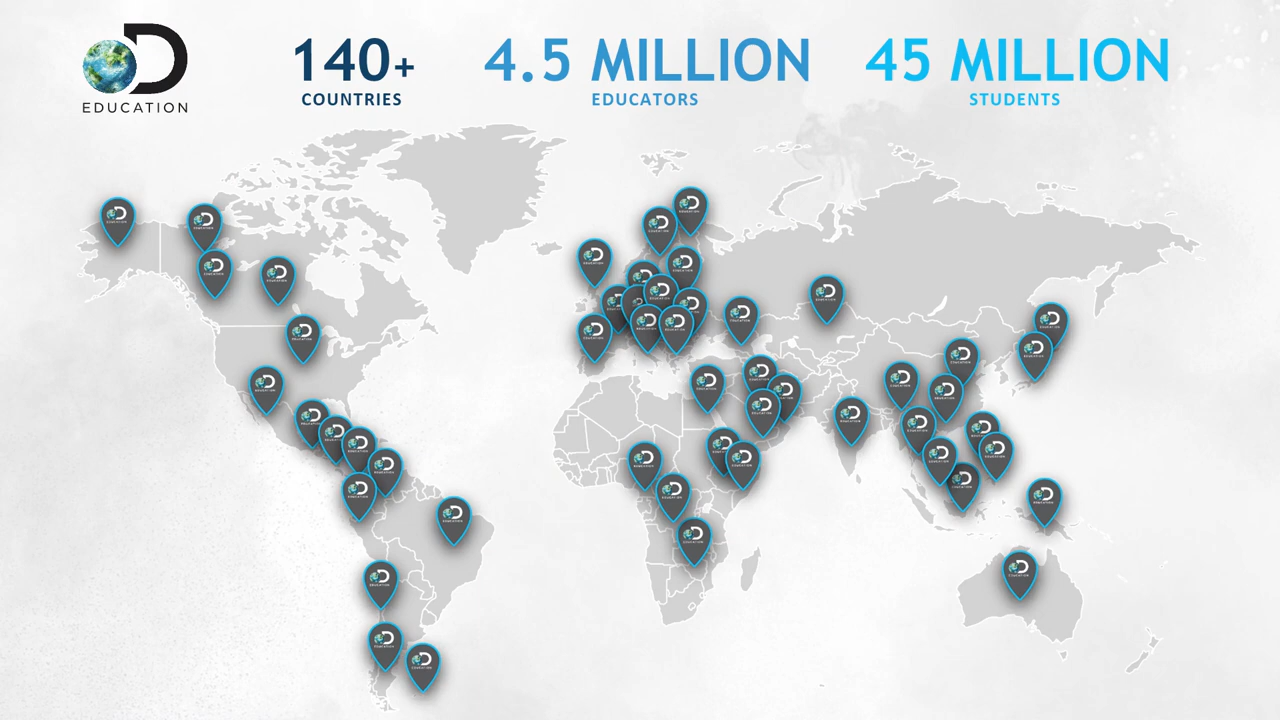 EDUCATION
140+
COUNTRIES
4.5 MILLION
EDUCATORS
45 MILLION
STUDENTS